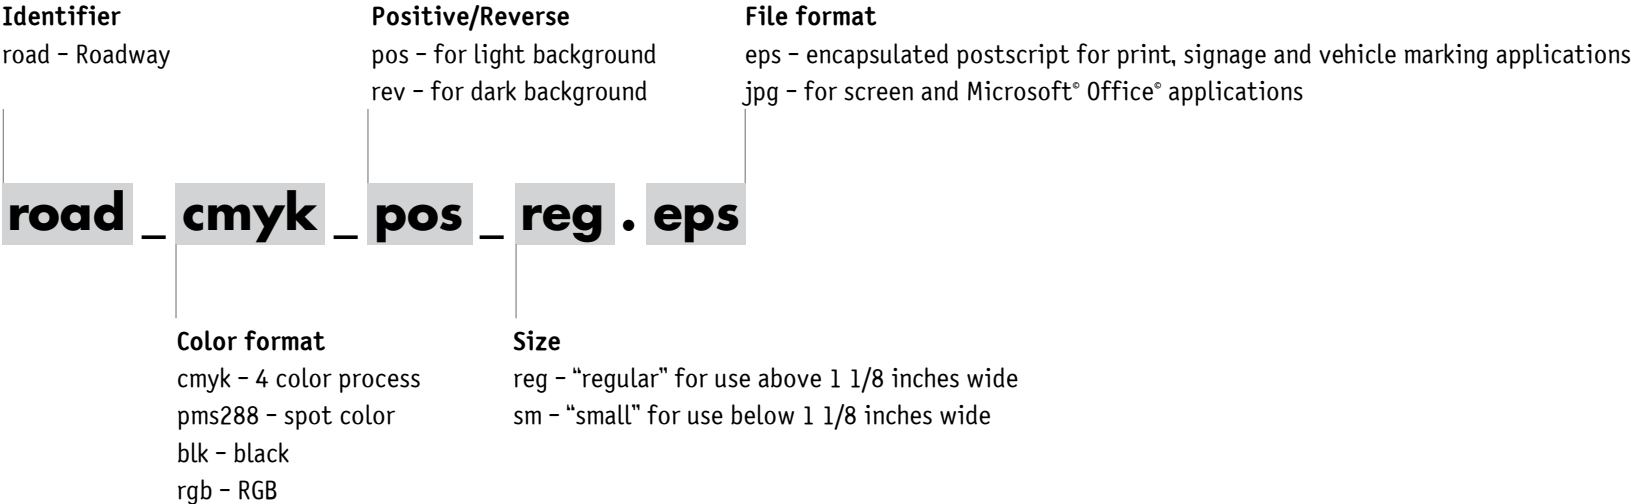 Identifier
road – Roadway
Positive/Reverse
pos – for light background
rev – for dark background
File format
eps – encapsulated postscript for print, signage and vehicle marking applications
jpg – for screen and Microsoft© Office© applications
road _ cmyk _ pos _ reg . eps
Color format
cmyk – 4 color process
pms288 – spot color
blk – black
rgb – RGB
Size
reg – “regular” for use above 1 1/8 inches wide
sm – “small” for use below 1 1/8 inches wide